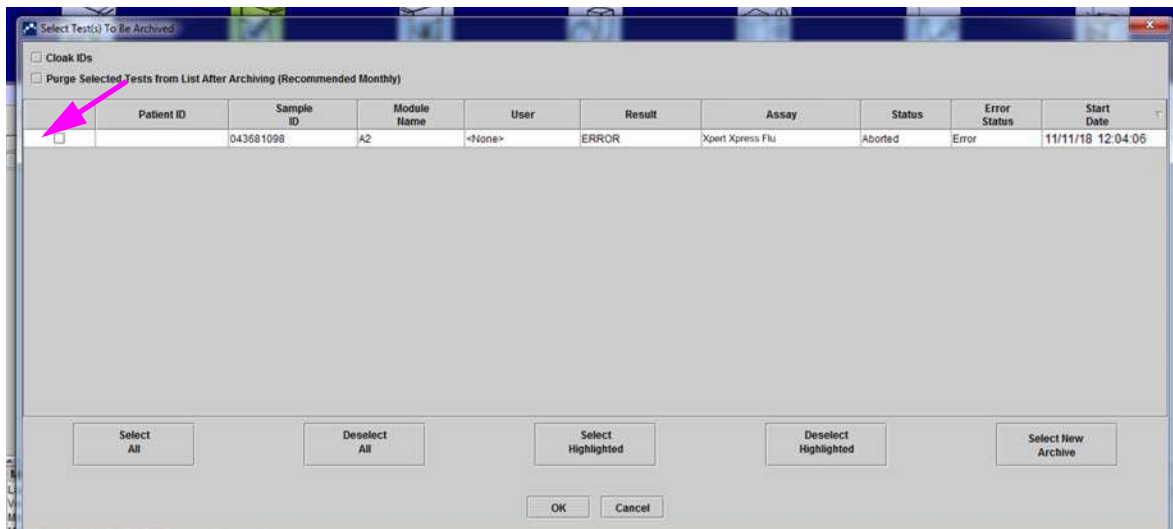 Select Test(s) To Be Archived
Cloak IDs
Purge Selected Tests from List After Archiving (Recommended Monthly)
Patient ID Sample ID Module Name User Result Assay Status Error Status Start Date
043681098 A2 <None> ERROR Xpert Xpress Flu Aborted Error 11/11/18 12:04:06
Select All Deselect All Select Highlighted Deselect Highlighted Select New Archive
OK Cancel